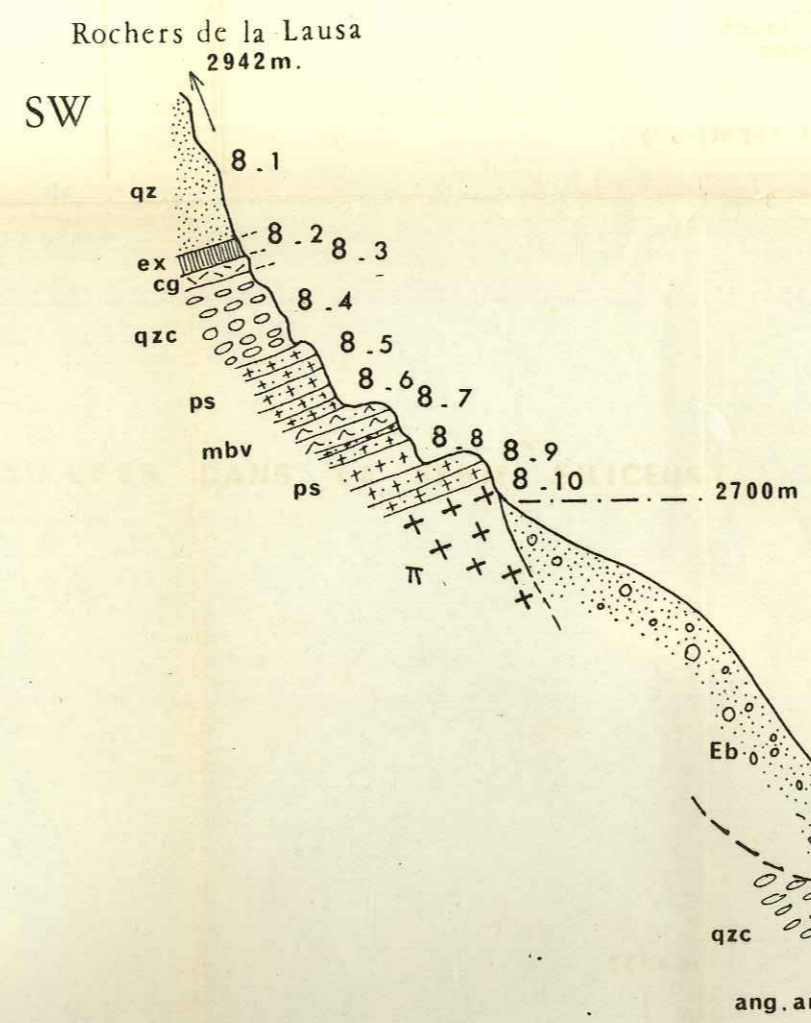 Rochers de la Lausa
2942m.
SW
8.1
qz
8.2
8.3
ex
cg
8.4
qzc
8.5
8.6
8.7
ps
mbv
8.8
8.9
ps
8.10
2700m
π
Eb
qzc